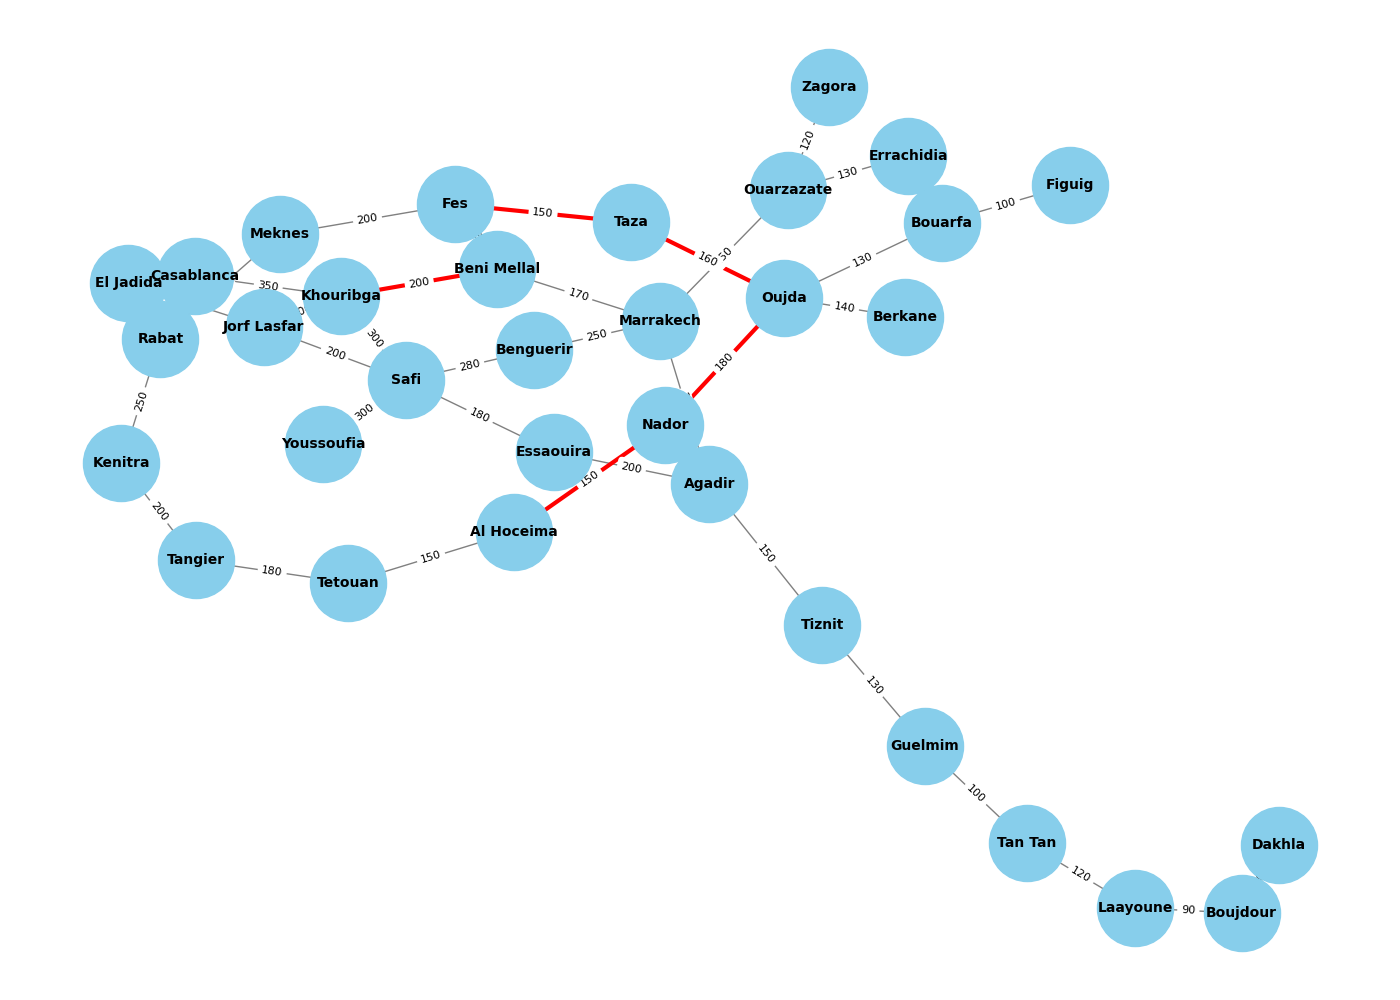 Zagora
120
Errachidia
130
Ouarzazate
Figuig
100
Bouarfa
Fes
150
Taza
200
Meknes
130
160
50
Beni Mellal
Casablanca
El Jadida
350
Khouribga
200
170
Oujda
140
Berkane
Marrakech
Jorf Lasfar
Rabat
300
200
Benguerir
250
280
Safi
180
250
300
180
Youssoufia
Nador
Essaouira
200
Agadir
150
Kenitra
200
Al Hoceima
150
150
Tangier
180
Tetouan
Tiznit
130
Guelmim
100
Tan Tan
120
Dakhla
Laayoune
90
Boujdour